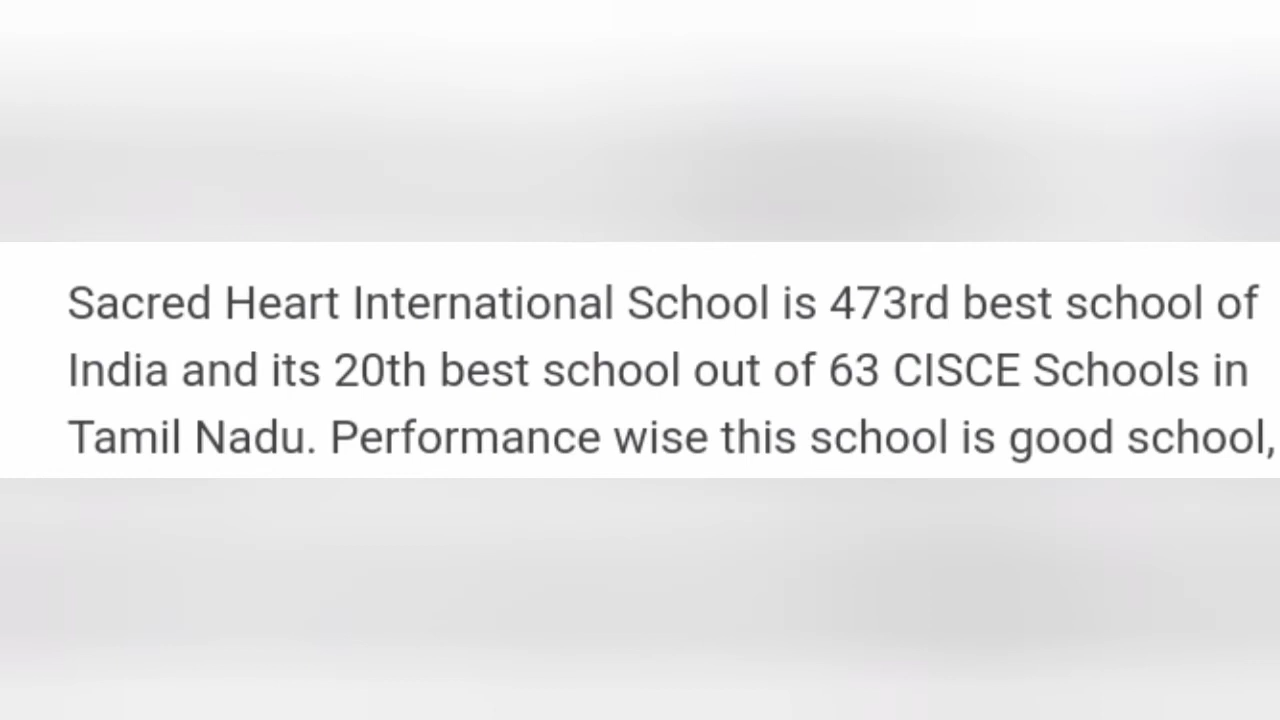 Sacred Heart International School is 473rd best school of
India and its 20th best school out of 63 CISCE Schools in
Tamil Nadu. Performance wise this school is good school,